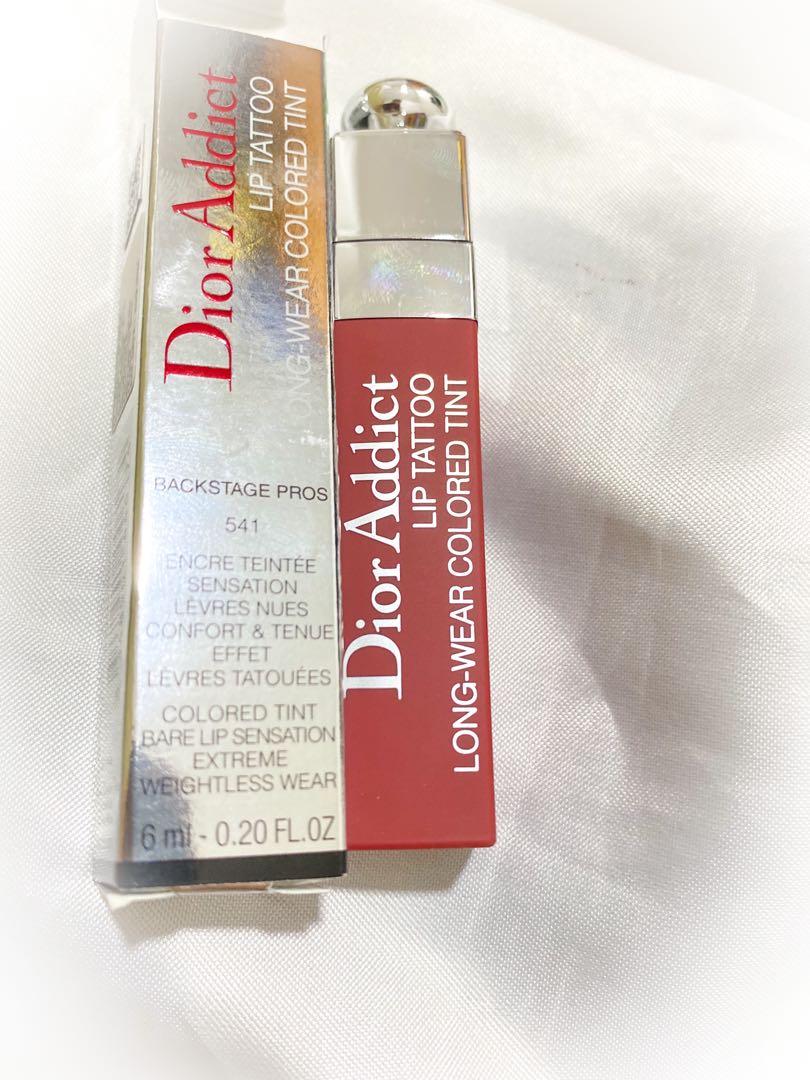 Dior Addict
LIP TATTOO
LONG-WEAR COLORED TINT
BACKSTAGE PROS
541
ENCRE TEINTÉE
SENSATION
LÈVRES NUES
CONFORT & TENUE
EFFET
LÈVRES TATOUÉES
COLORED TINT
BARE LIP SENSATION
EXTREME
WEIGHTLESS WEAR
6 ml - 0.20 FL.OZ
Dior Addict
LIP TATTOO
LONG-WEAR COLORED TINT